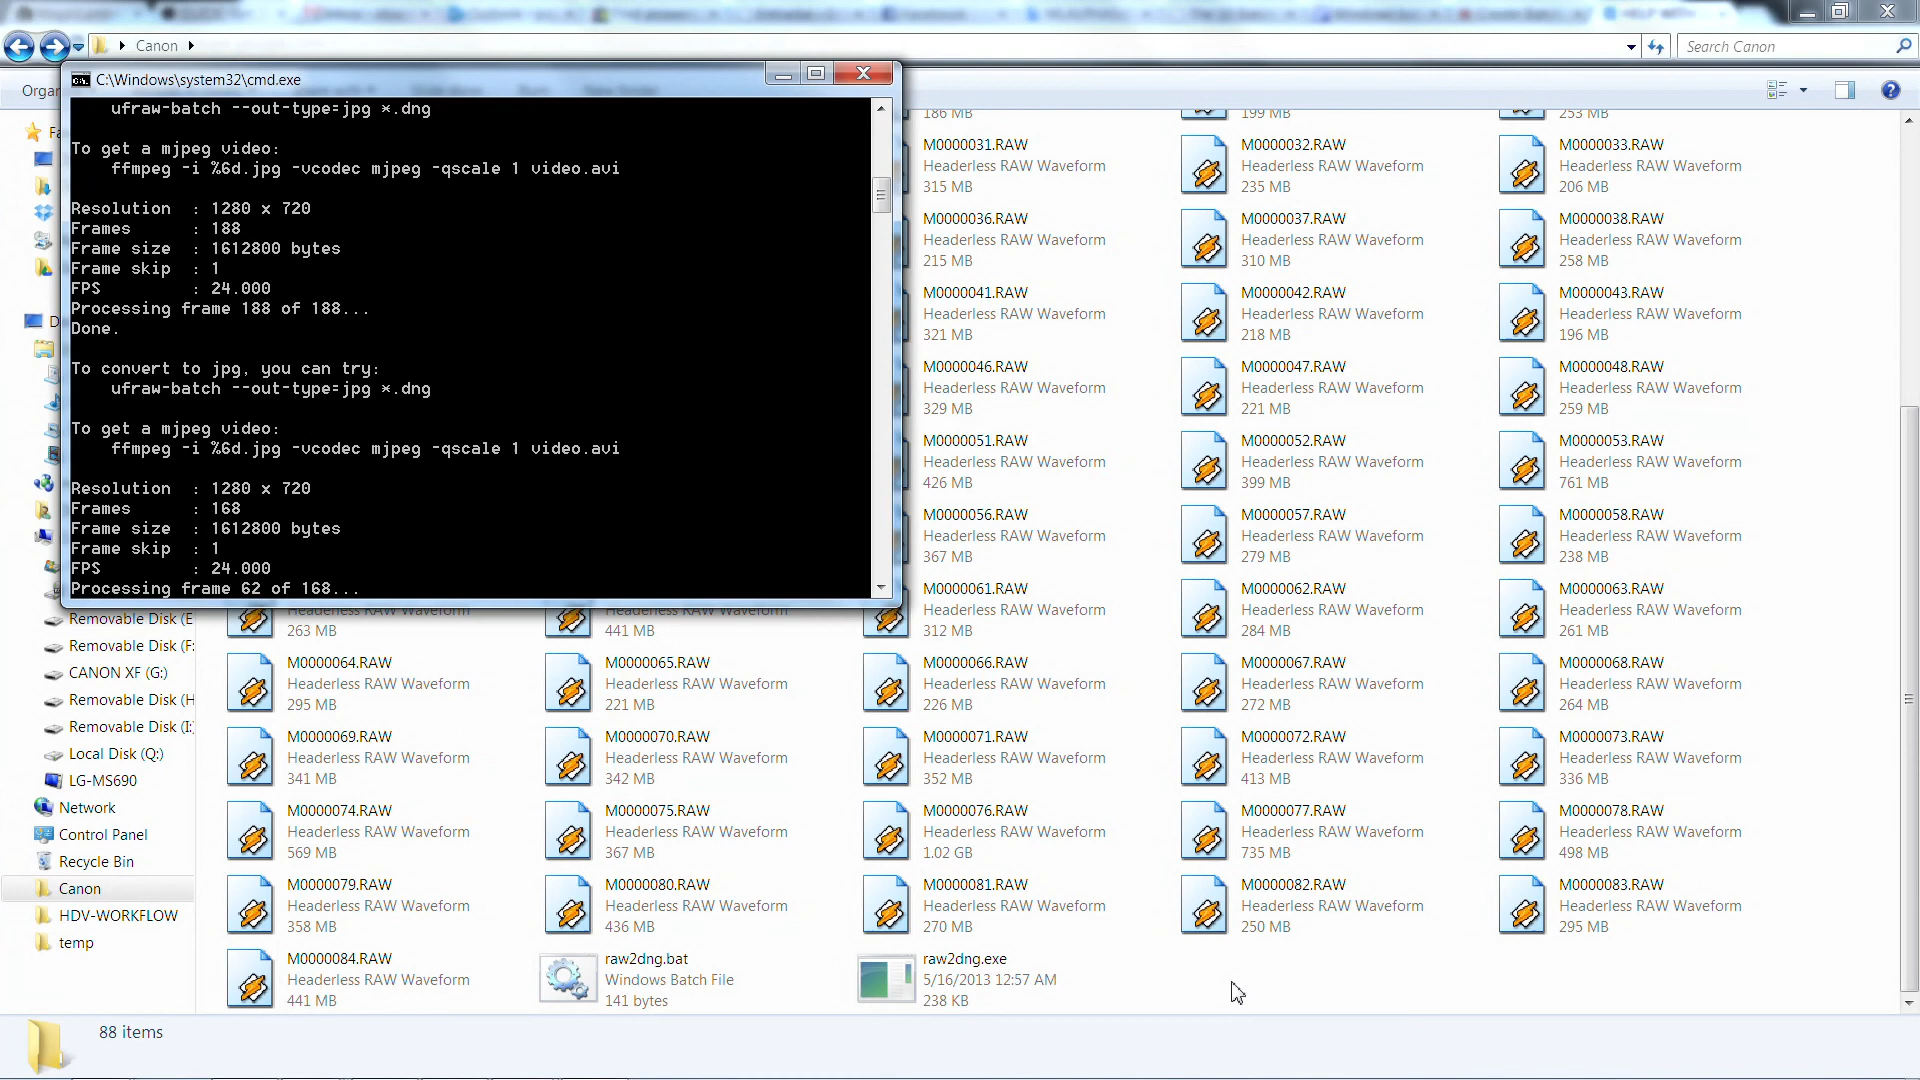 Canon
Search Canon
C:\Windows\system32\cmd.exe
Organ
ufraw-batch --out-type=jpg *.dng
To get a mjpeg video:
ffmpeg -i %6d.jpg -vcodec mjpeg -qscale 1 video.avi
Resolution : 1280 x 720
Frames : 188
Frame size : 1612800 bytes
Frame skip : 1
FPS : 24.000
Processing frame 188 of 188...
Done.
To convert to jpg, you can try:
ufraw-batch --out-type=jpg *.dng
To get a mjpeg video:
ffmpeg -i %6d.jpg -vcodec mjpeg -qscale 1 video.avi
Resolution : 1280 x 720
Frames : 168
Frame size : 1612800 bytes
Frame skip : 1
FPS : 24.000
Processing frame 62 of 168...
Fa
D
Removable Disk (E
Removable Disk (F:
CANON XF (G:)
Removable Disk (H
Removable Disk (I:
Local Disk (Q:)
LG-MS690
Network
Control Panel
Recycle Bin
Canon
HDV-WORKFLOW
temp
186 MB
199 MB
253 MB
M0000031.RAW
Headerless RAW Waveform
315 MB
M0000032.RAW
Headerless RAW Waveform
235 MB
M0000033.RAW
Headerless RAW Waveform
206 MB
M0000036.RAW
Headerless RAW Waveform
215 MB
M0000037.RAW
Headerless RAW Waveform
310 MB
M0000038.RAW
Headerless RAW Waveform
258 MB
M0000041.RAW
Headerless RAW Waveform
321 MB
M0000042.RAW
Headerless RAW Waveform
218 MB
M0000043.RAW
Headerless RAW Waveform
196 MB
M0000046.RAW
Headerless RAW Waveform
329 MB
M0000047.RAW
Headerless RAW Waveform
221 MB
M0000048.RAW
Headerless RAW Waveform
259 MB
M0000051.RAW
Headerless RAW Waveform
426 MB
M0000052.RAW
Headerless RAW Waveform
399 MB
M0000053.RAW
Headerless RAW Waveform
761 MB
M0000056.RAW
Headerless RAW Waveform
367 MB
M0000057.RAW
Headerless RAW Waveform
279 MB
M0000058.RAW
Headerless RAW Waveform
238 MB
Headerless RAW Waveform
263 MB
Headerless RAW Waveform
441 MB
M0000061.RAW
Headerless RAW Waveform
312 MB
M0000062.RAW
Headerless RAW Waveform
284 MB
M0000063.RAW
Headerless RAW Waveform
261 MB
M0000064.RAW
Headerless RAW Waveform
295 MB
M0000065.RAW
Headerless RAW Waveform
221 MB
M0000066.RAW
Headerless RAW Waveform
226 MB
M0000067.RAW
Headerless RAW Waveform
272 MB
M0000068.RAW
Headerless RAW Waveform
264 MB
M0000069.RAW
Headerless RAW Waveform
341 MB
M0000070.RAW
Headerless RAW Waveform
342 MB
M0000071.RAW
Headerless RAW Waveform
352 MB
M0000072.RAW
Headerless RAW Waveform
413 MB
M0000073.RAW
Headerless RAW Waveform
336 MB
M0000074.RAW
Headerless RAW Waveform
569 MB
M0000075.RAW
Headerless RAW Waveform
367 MB
M0000076.RAW
Headerless RAW Waveform
1.02 GB
M0000077.RAW
Headerless RAW Waveform
735 MB
M0000078.RAW
Headerless RAW Waveform
498 MB
M0000079.RAW
Headerless RAW Waveform
358 MB
M0000080.RAW
Headerless RAW Waveform
436 MB
M0000081.RAW
Headerless RAW Waveform
270 MB
M0000082.RAW
Headerless RAW Waveform
250 MB
M0000083.RAW
Headerless RAW Waveform
295 MB
M0000084.RAW
Headerless RAW Waveform
441 MB
raw2dng.bat
Windows Batch File
141 bytes
raw2dng.exe
5/16/2013 12:57 AM
238 KB
88 items